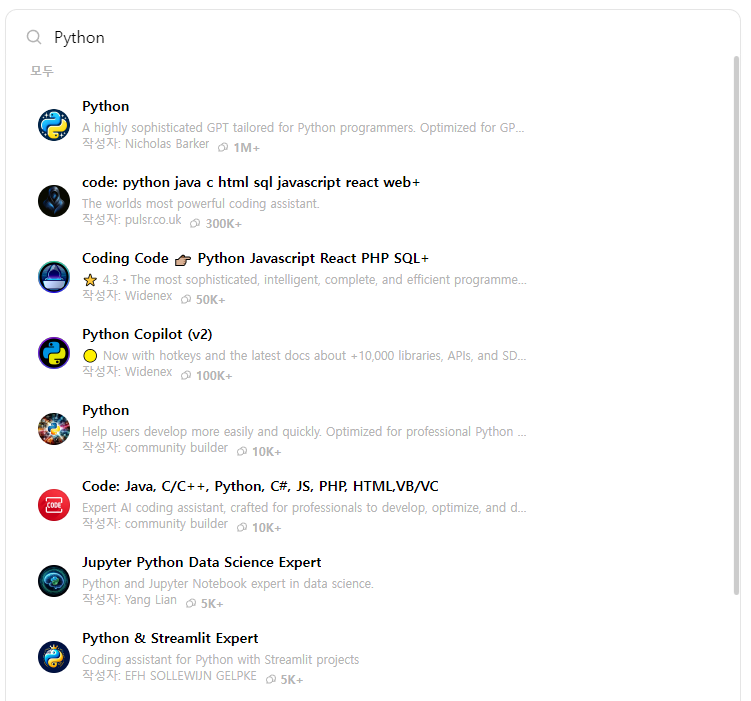 Python
모두
Python
A highly sophisticated GPT tailored for Python programmers. Optimized for GP...
작성자: Nicholas Barker 1M+
code: python java c html sql javascript react web+
The worlds most powerful coding assistant.
작성자: pulsr.co.uk 300K+
Coding Code 👉🏽 Python Javascript React PHP SQL+
⭐ 4.3 • The most sophisticated, intelligent, complete, and efficient programme...
작성자: Widenex 50K+
Python Copilot (v2)
🟡 Now with hotkeys and the latest docs about +10,000 libraries, APIs, and SD...
작성자: Widenex 100K+
Python
Help users develop more easily and quickly. Optimized for professional Python ...
작성자: community builder 10K+
CODE
Code: Java, C/C++, Python, C#, JS, PHP, HTML,VB/VC
Expert AI coding assistant, crafted for professionals to develop, optimize, and d...
작성자: community builder 10K+
Jupyter Python Data Science Expert
Python and Jupyter Notebook expert in data science.
작성자: Yang Lian 5K+
Python & Streamlit Expert
Coding assistant for Python with Streamlit projects
작성자: EFH SOLLEWIJN GELPKE 5K+